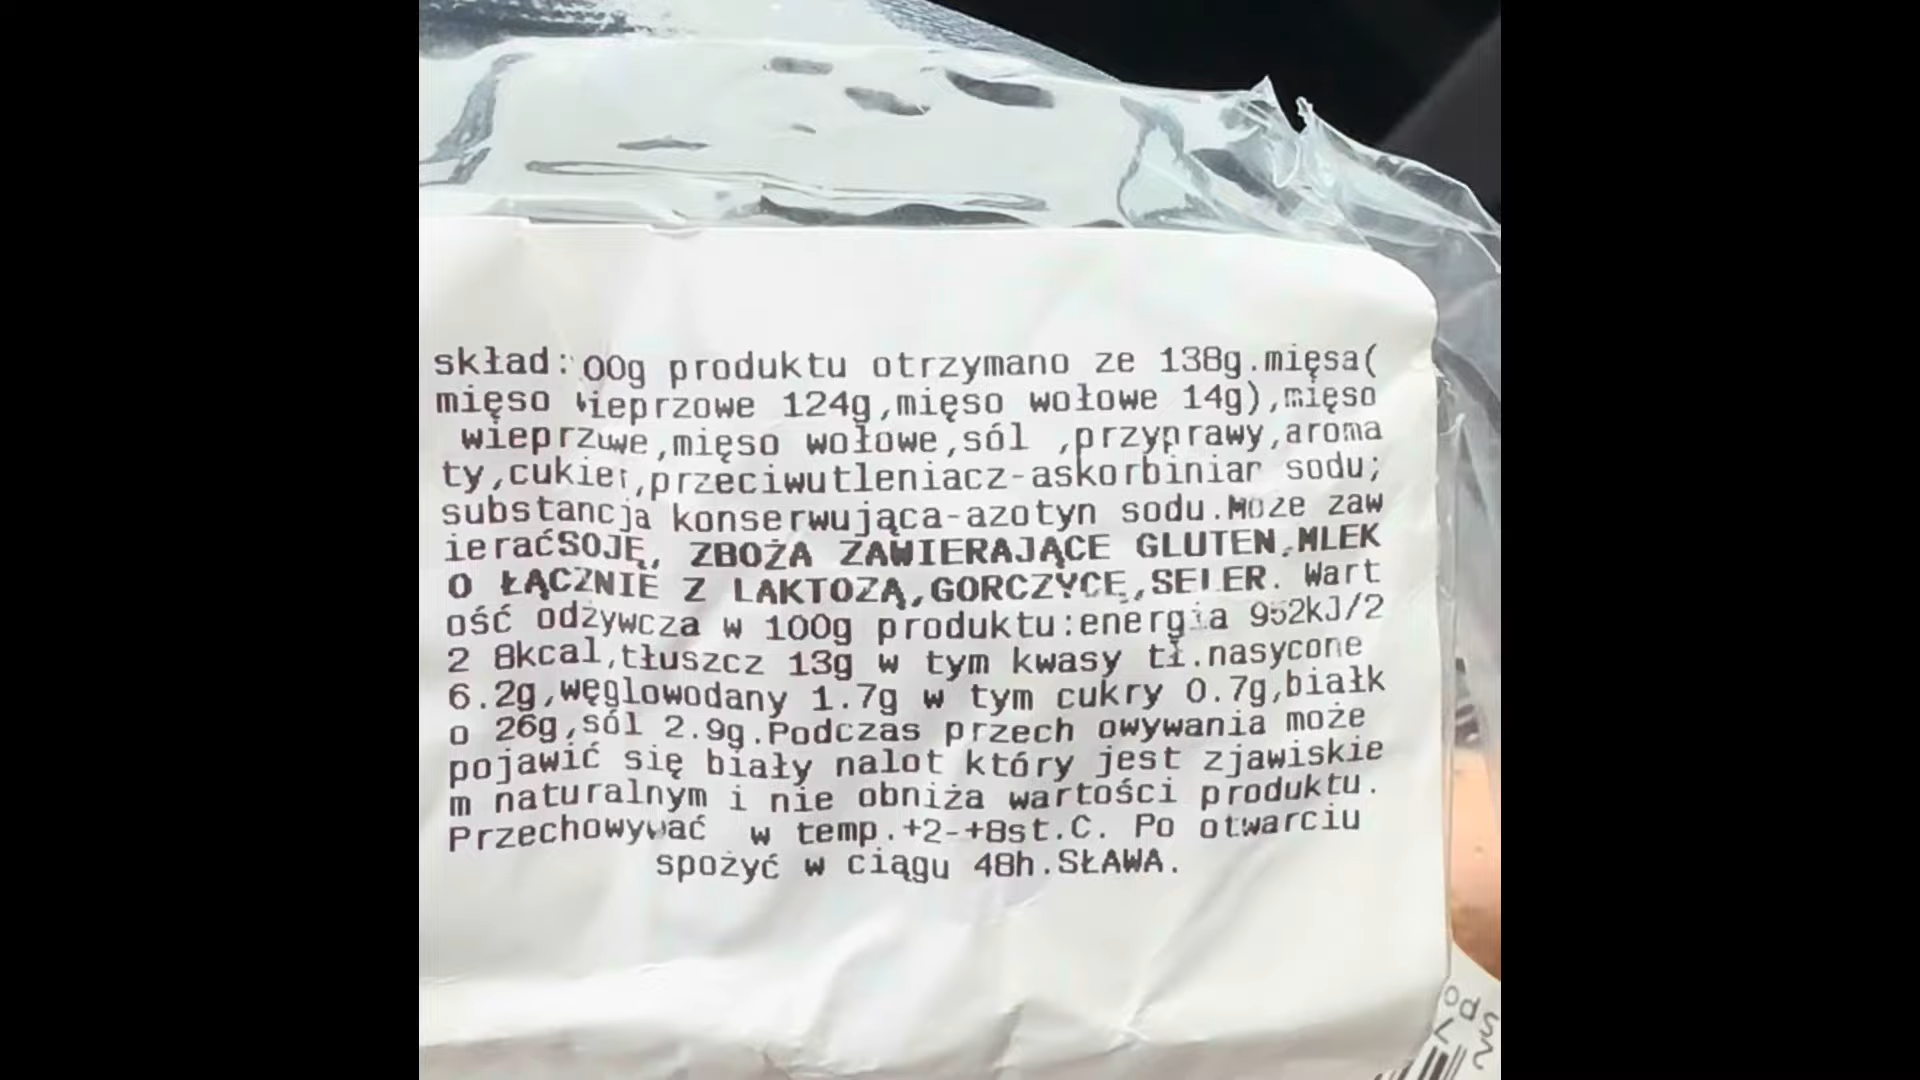 skład: 00g produktu otrzymano ze 138g.mięsa(
mięso wieprzowe 124g,mięso wołowe 14g),mięso
wieprzowe,mięso wołowe,sól ,przyprawy,aroma
ty,cukier,przeciwutleniacz-askorbinian sodu;
substancja konserwująca-azotyn sodu.Może zaw
ieraćSOJĘ, ZBOŻA ZAWIERAJĄCE GLUTEN,MLEK
O ŁĄCZNIE Z LAKTOZĄ,GORCZYCĘ,SELER. Wart
ość odżywcza w 100g produktu:energia 952kJ/2
2 8kcal,tłuszcz 13g w tym kwasy tł.nasycone
6.2g,węglowodany 1.7g w tym cukry 0.7g,białk
o 26g,sól 2.9g.Podczas przech owywania może
pojawić się biały nalot który jest zjawiskie
m naturalnym i nie obniża wartości produktu.
Przechowywać w temp.+2-+8st.C. Po otwarciu
spożyć w ciągu 48h.SŁAWA.